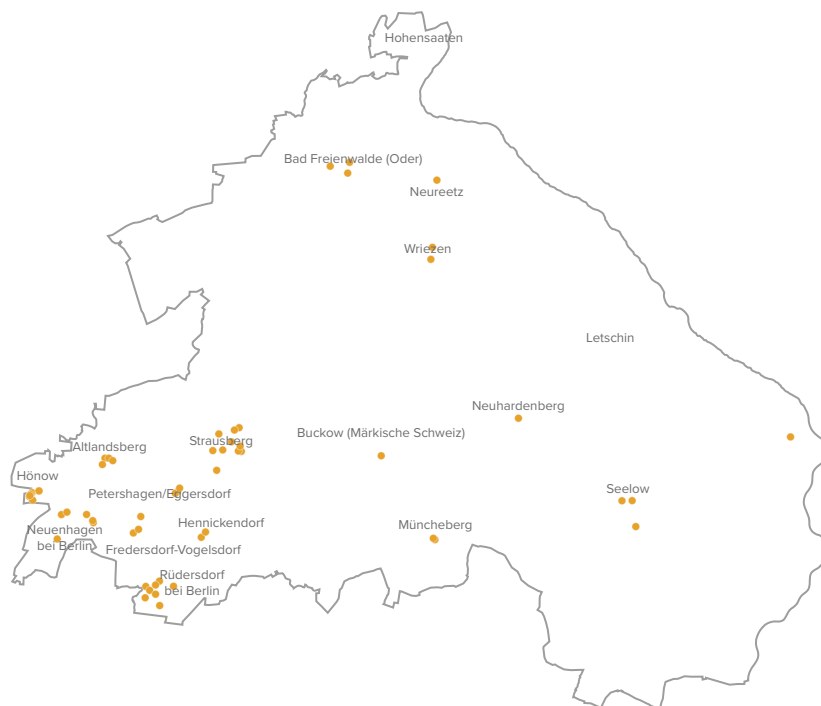 Hohensaaten
Bad Freienwalde (Oder)
Neureetz
Wriezen
Letschin
Neuhardenberg
Buckow (Märkische Schweiz)
Strausberg
Altlandsberg
Hönow
Petershagen/Eggersdorf
Seelow
Neuenhagen
bei Berlin
Hennickendorf
Müncheberg
Fredersdorf-Vogelsdorf
Rüdersdorf
bei Berlin